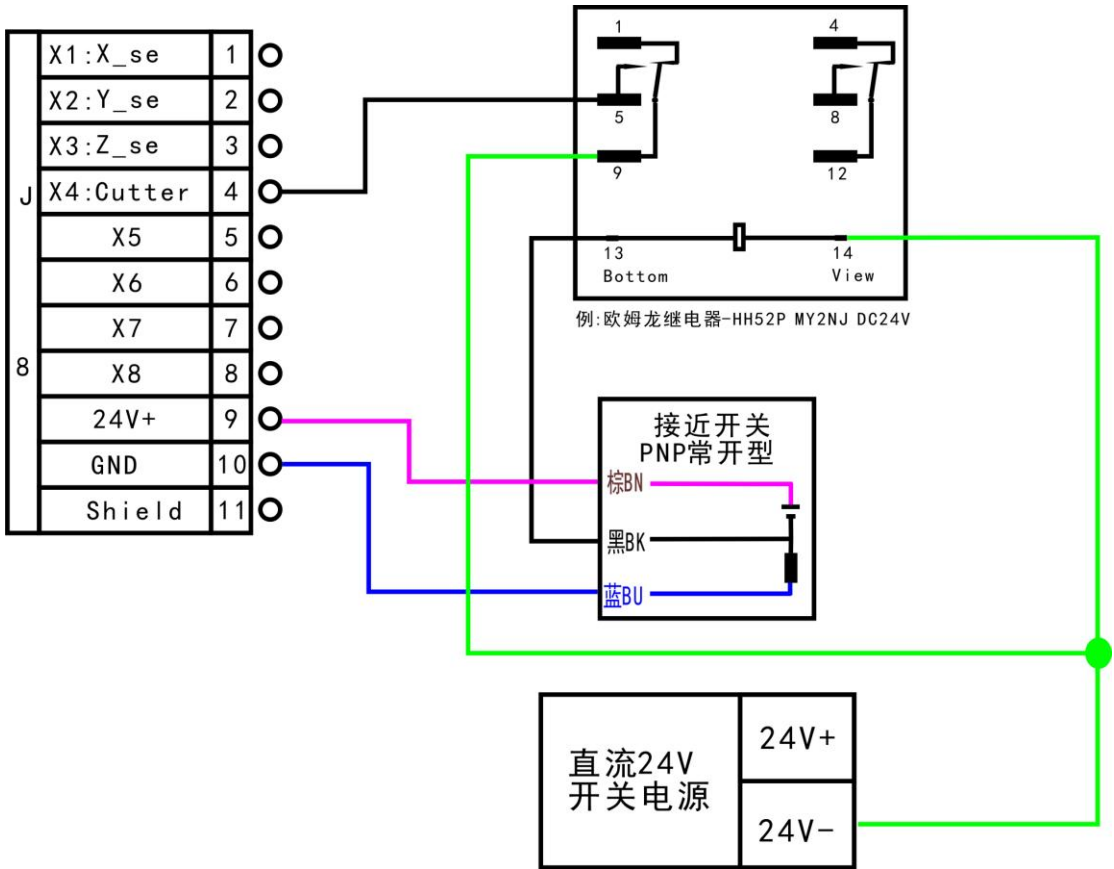 J
8
X1:X_se 1
X2:Y_se 2
X3:Z_se 3
X4:Cutter 4
X5 5
X6 6
X7 7
X8 8
24V+ 9
GND 10
Shield 11
1 4
5 8
9 12
13 14
Bottom View
例:欧姆龙继电器-HH52P MY2NJ DC24V
接近开关
PNP常开型
棕BN
黑BK
蓝BU
直流24V
开关电源
24V+
24V-